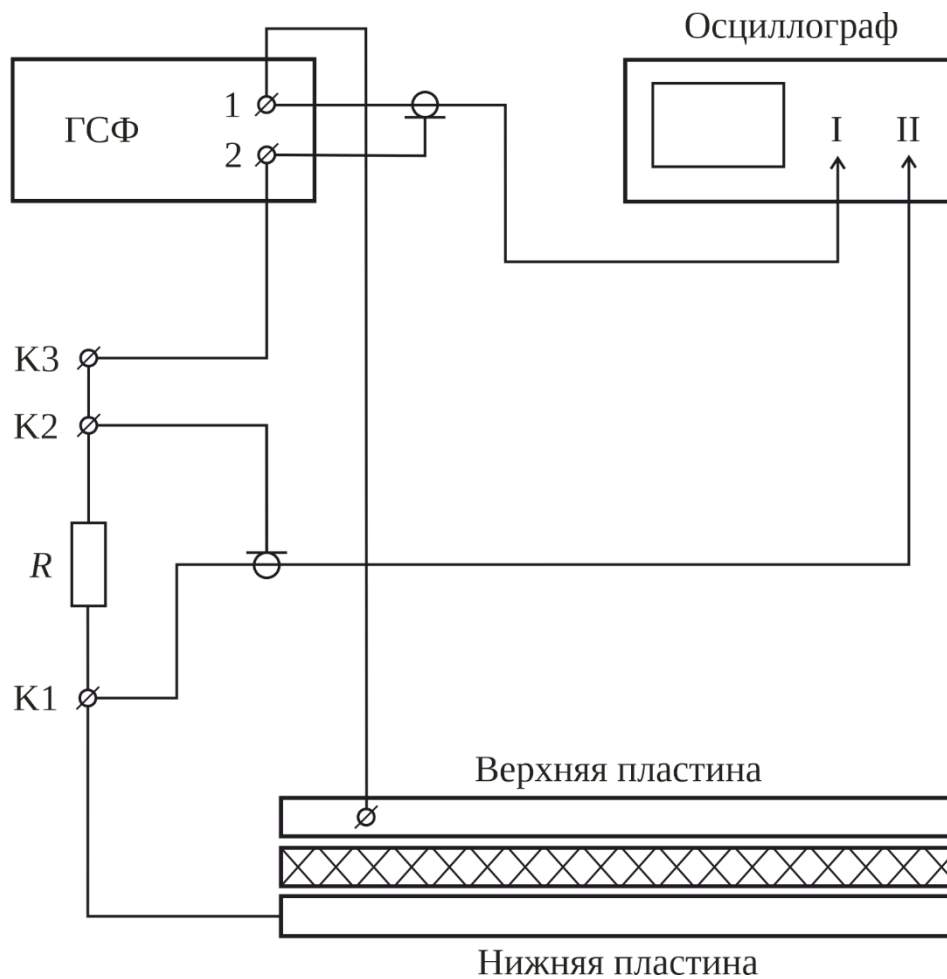 Осциллограф
ГСФ
1
2
I
II
К3
К2
R
К1
Верхняя пластина
Нижняя пластина